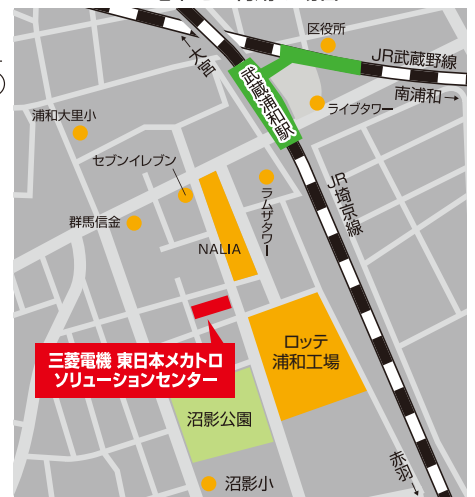 区役所
←大宮
JR武蔵野線
南浦和→
武蔵浦和駅
ライブタワー
浦和大里小
セブンイレブン
ラムザタワー
JR埼京線
群馬信金
NALIA
三菱電機 東日本メカトロ
ソリューションセンター
ロッテ
浦和工場
沼影公園
赤羽→
沼影小